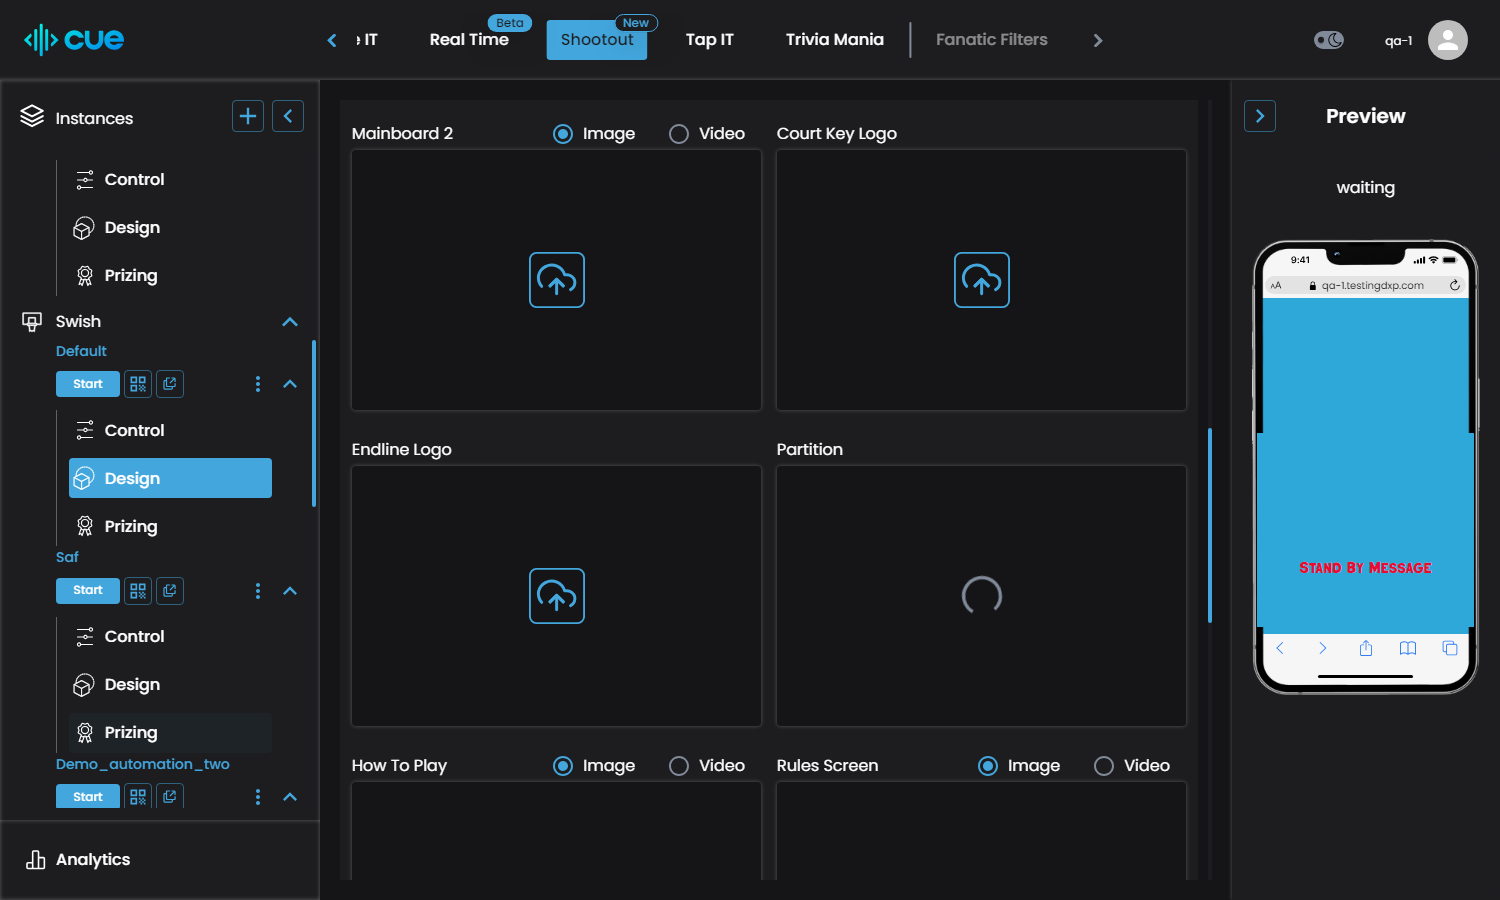 cue
e IT
Real Time
Beta
Shootout
New
Tap IT
Trivia Mania
Fanatic Filters
qa-1
Instances
Control
Design
Prizing
Swish
Default
Start
Control
Design
Prizing
Saf
Start
Control
Design
Prizing
Demo_automation_two
Start
Analytics
Mainboard 2
Image
Video
Court Key Logo
Endline Logo
Partition
How To Play
Image
Video
Rules Screen
Image
Video
Preview
waiting
9:41
AA
qa-1.testingdxp.com
Stand By Message